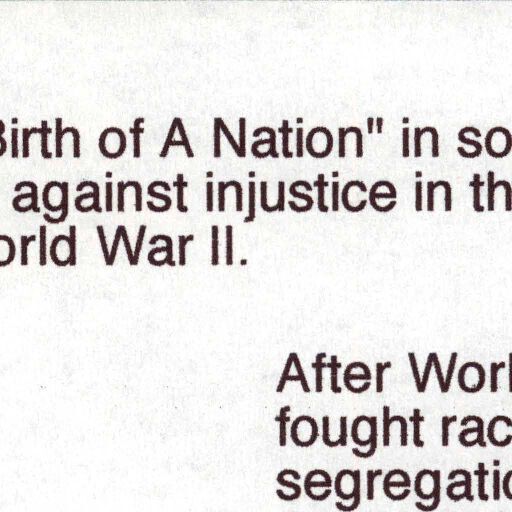 Birth of A Nation" in so
against injustice in th
orld War II.
After Worl
fought rac
segregatio